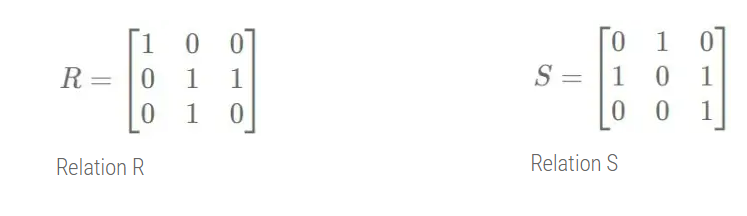 R = [1 0 0
0 1 1
0 1 0]
Relation R
S = [0 1 0
1 0 1
0 0 1]
Relation S